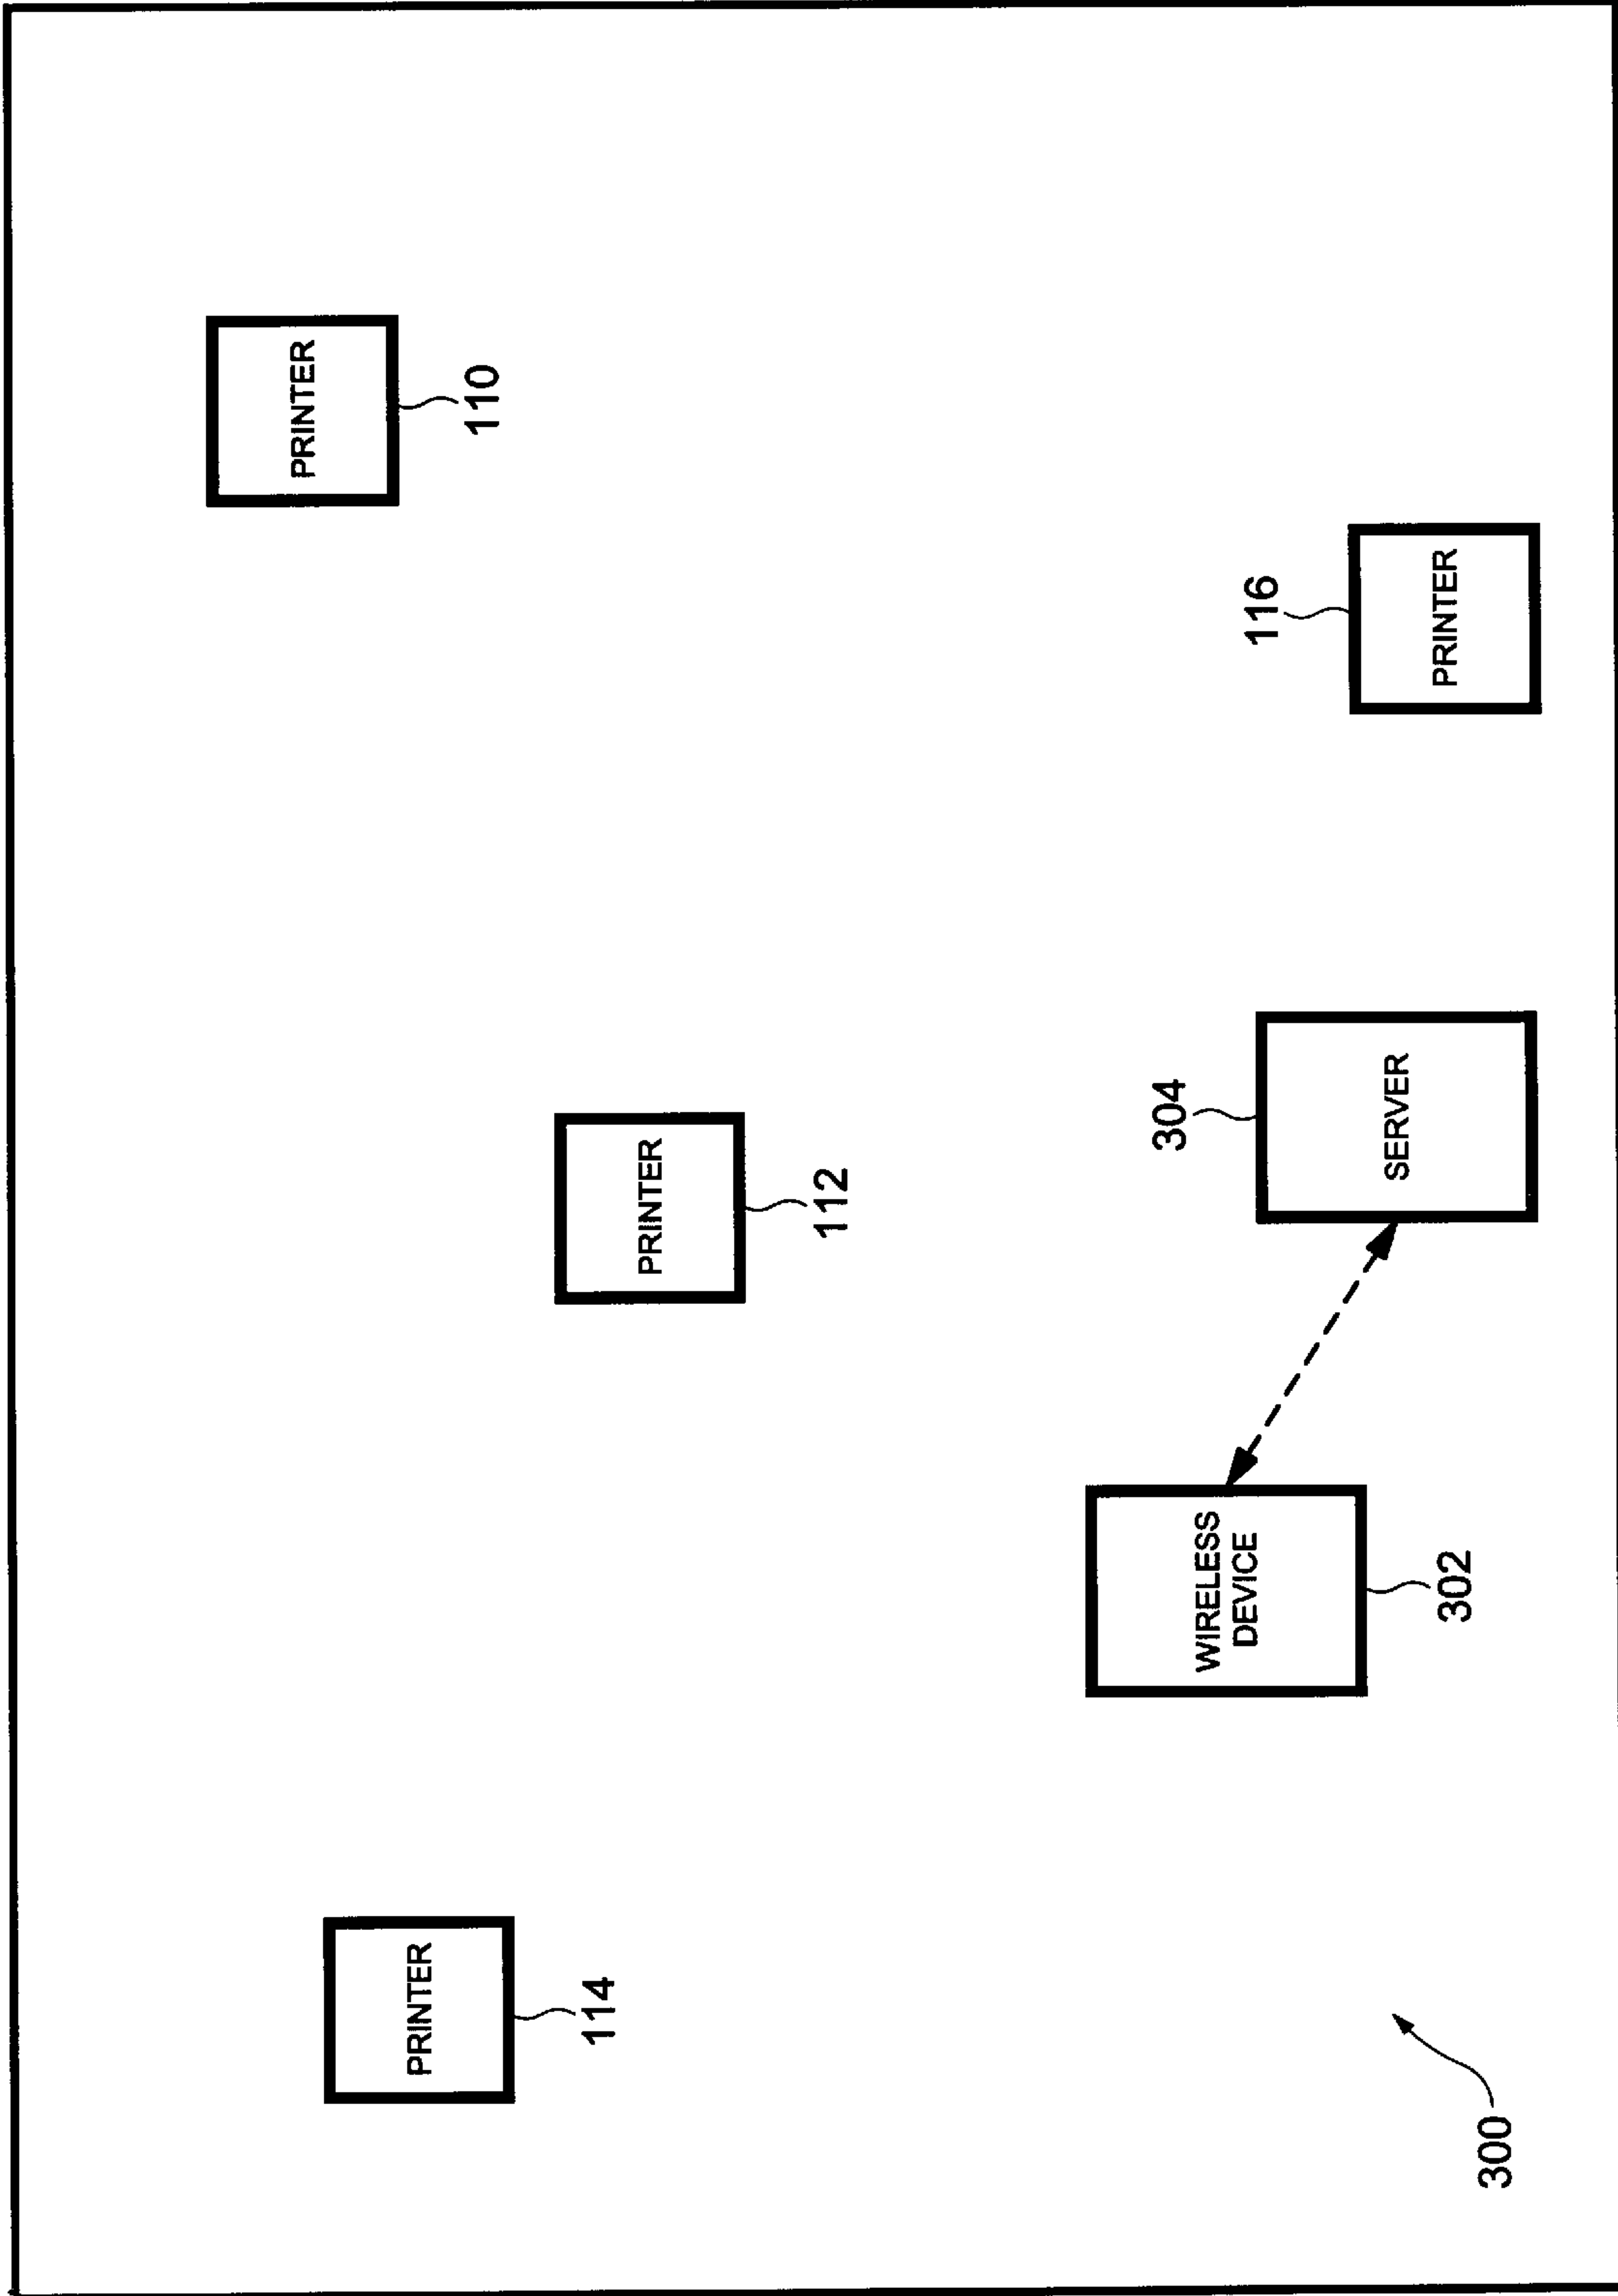 PRINTER
110
PRINTER
114
PRINTER
112
304
SERVER
WIRELESS
DEVICE
302
116
PRINTER
300